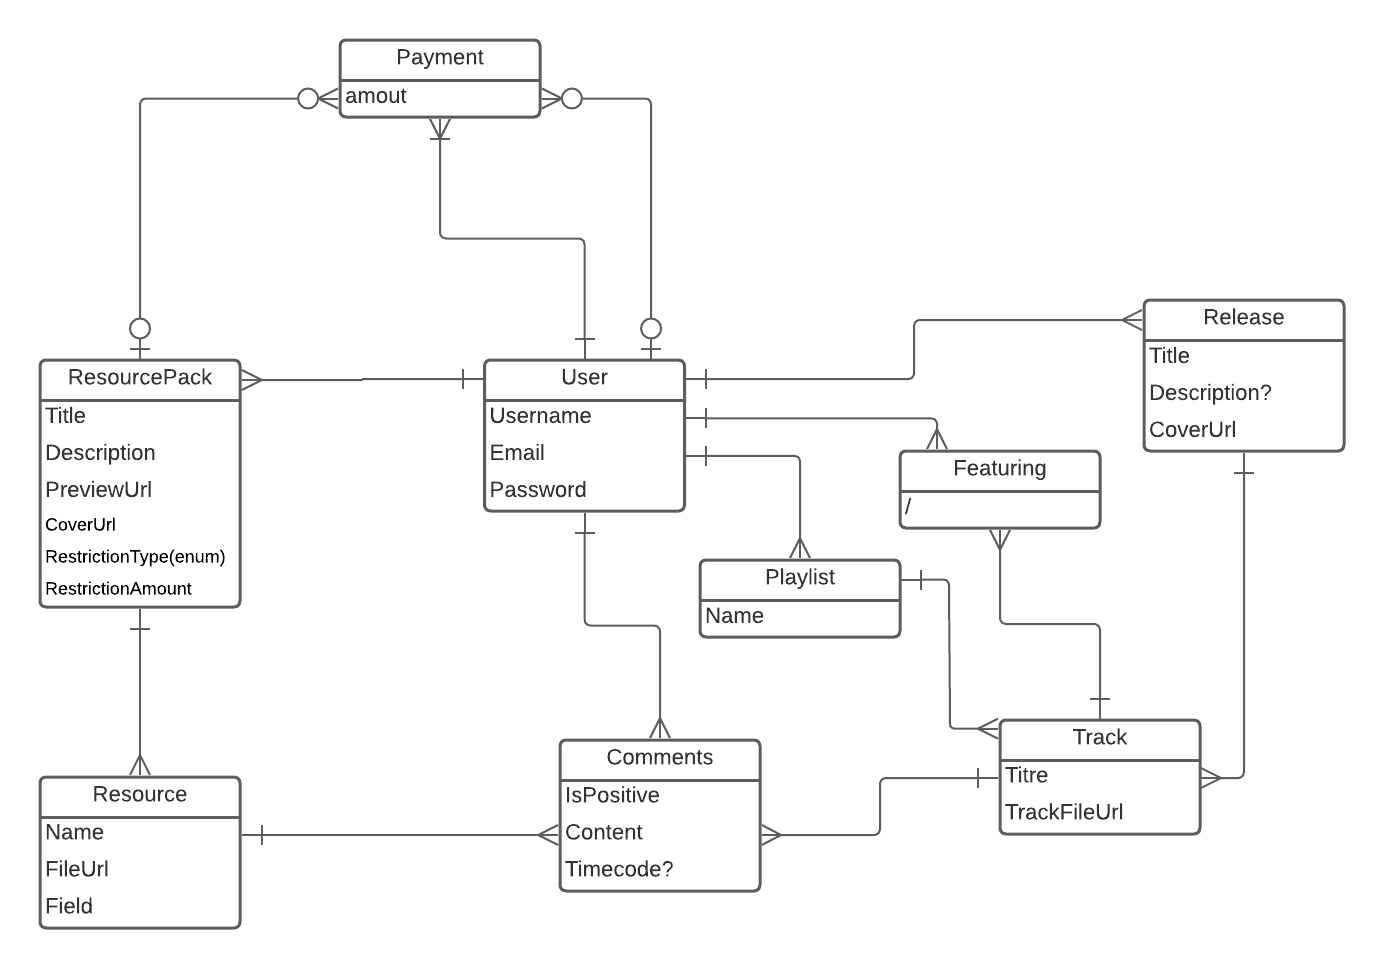 Payment
amout
ResourcePack
Title
Description
PreviewUrl
CoverUrl
RestrictionType(enum)
RestrictionAmount
User
Username
Email
Password
Release
Title
Description?
CoverUrl
Featuring
/
Playlist
Name
Track
Titre
TrackFileUrl
Comments
IsPositive
Content
Timecode?
Resource
Name
FileUrl
Field